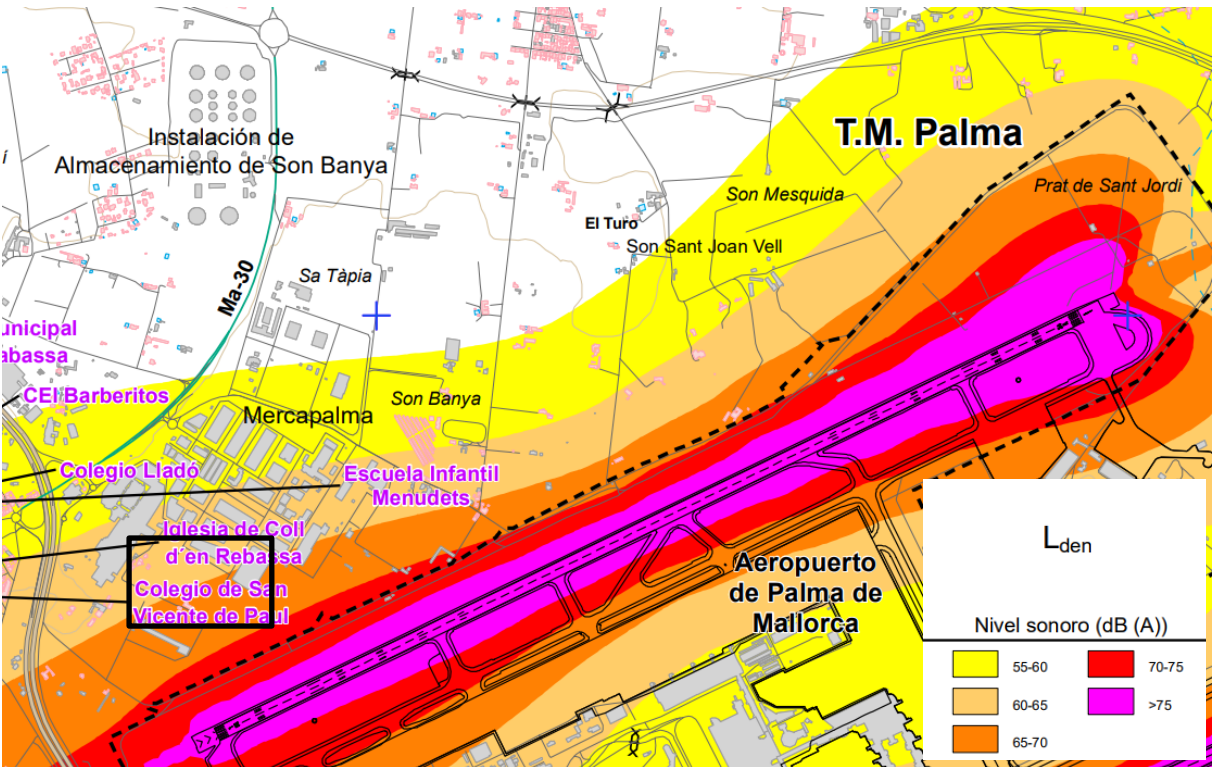 T.M. Palma
Instalación de
Almacenamiento de Son Banya
í
Prat de Sant Jordi
Son Mesquida
El Turo
Son Sant Joan Vell
Sa Tàpia
Ma-30
unicipal
abassa
CEI Barberitos
Son Banya
Mercapalma
Colegio Lladó
Escuela Infantil
Menudets
Iglesia de Coll
d´en Rebassa
Colegio de San
Vicente de Paul
Aeropuerto
de Palma de
Mallorca
Lden
Nivel sonoro (dB (A))
55-60
70-75
60-65
>75
65-70